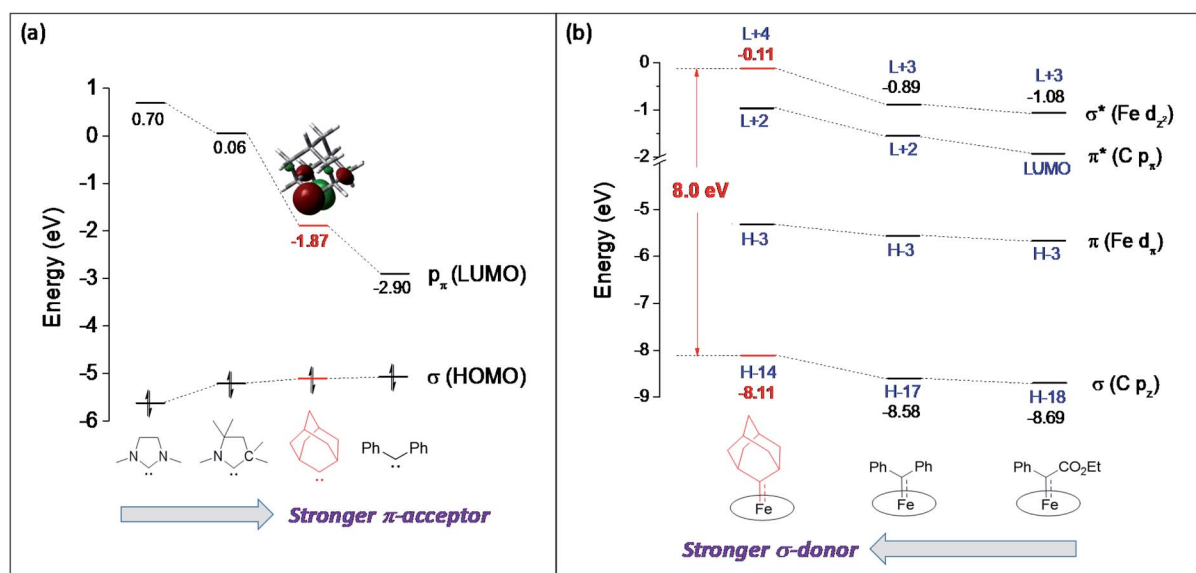 (a)
Energy (eV)
1
0
-1
-2
-3
-4
-5
-6
0.70
0.06
-1.87
-2.90
pπ (LUMO)
σ (HOMO)
N N
N C
Ph Ph
Stronger π-acceptor
(b)
Energy (eV)
0
-1
-2
-5
-6
-7
-8
-9
L+4
-0.11
L+3
-0.89
L+3
-1.08
σ* (Fe dz²)
L+2
L+2
LUMO
π* (C pπ)
8.0 eV
H-3
H-3
H-3
π (Fe dπ)
H-14
-8.11
H-17
-8.58
H-18
-8.69
σ (C pz)
Fe
Ph Ph
Fe
Ph CO2Et
Fe
Stronger σ-donor